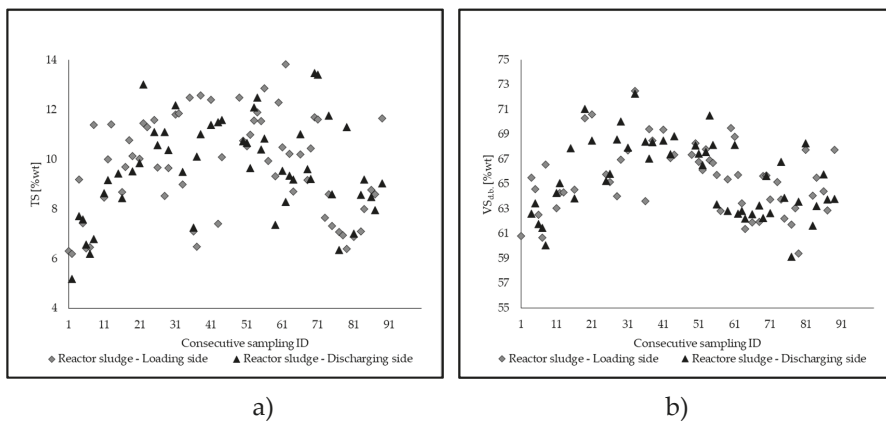 14
12
10
8
6
4
TS [%wt]
1 11 21 31 41 51 61 71 81 91
Consecutive sampling ID
Reactor sludge - Loading side Reactor sludge - Discharging side
a)
75
73
71
69
67
65
63
61
59
57
55
VS d.b. [%wt]
1 11 21 31 41 51 61 71 81 91
Consecutive sampling ID
Reactor sludge - Loading side Reactore sludge - Discharging side
b)